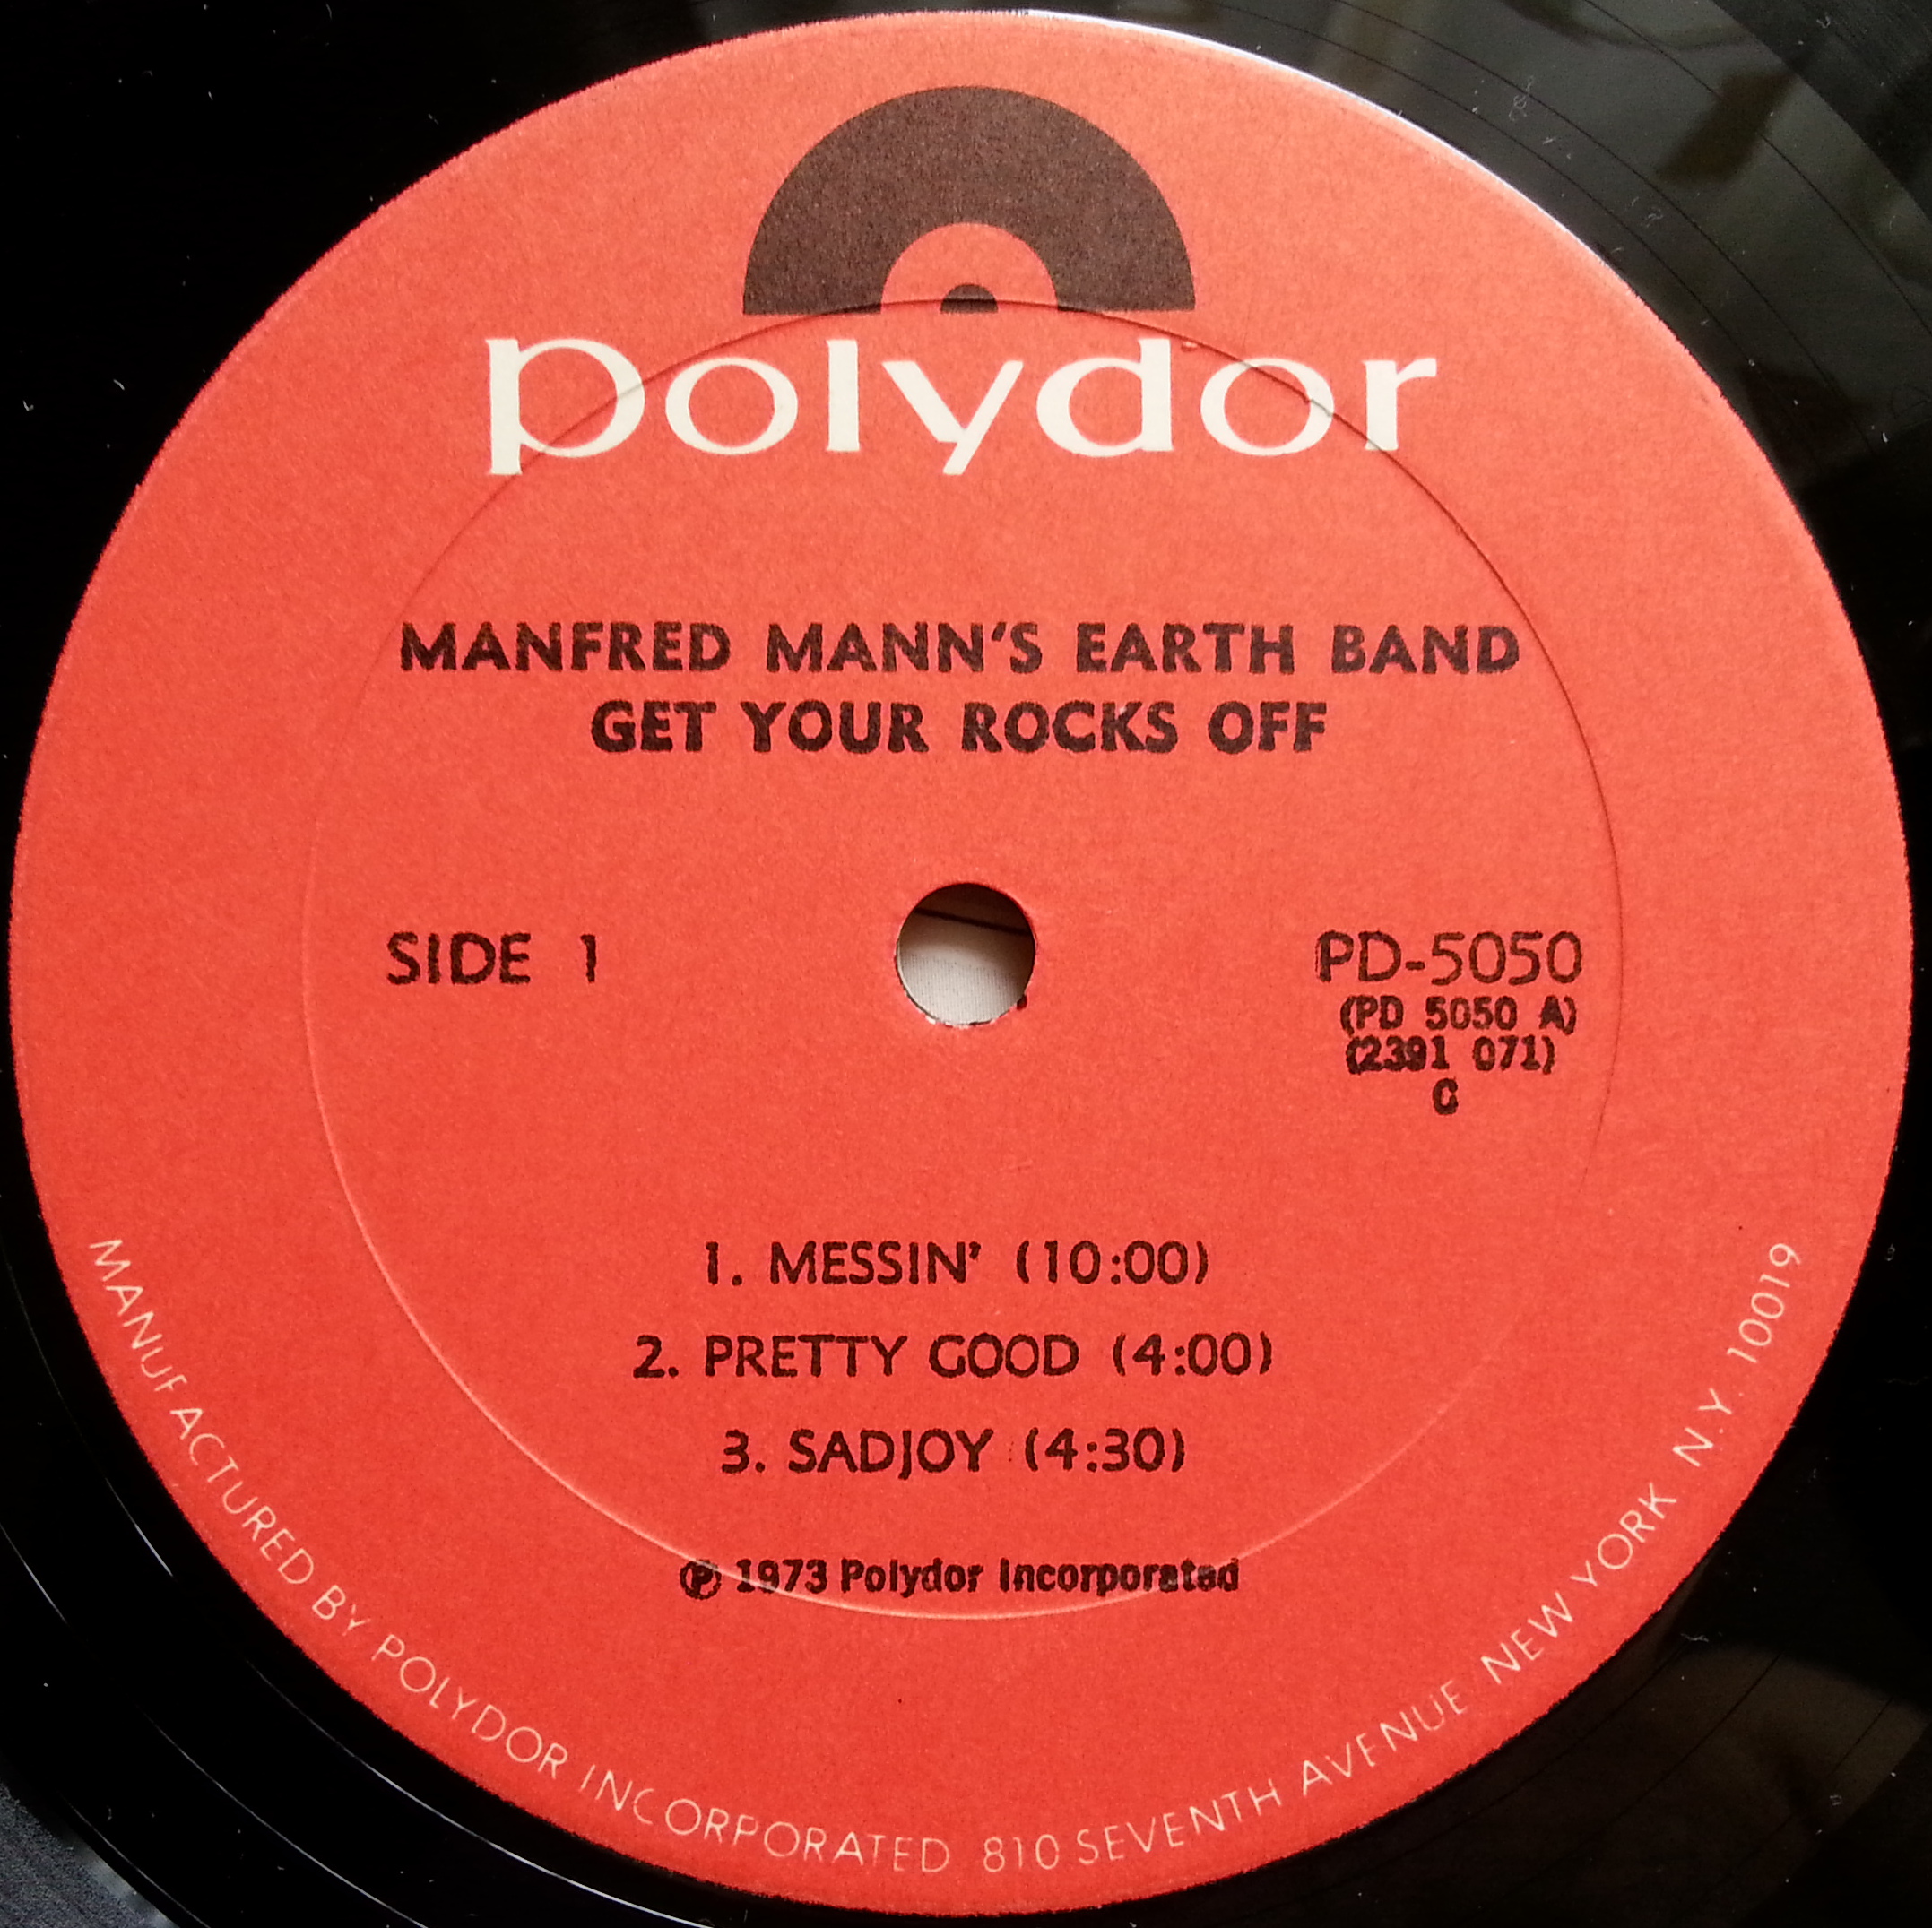 polydor
MANFRED MANN'S EARTH BAND
GET YOUR ROCKS OFF
SIDE 1
PD-5050
(PD 5050 A)
(2391 071)
C
1. MESSIN' (10:00)
2. PRETTY GOOD (4:00)
3. SADJOY (4:30)
℗ 1973 Polydor Incorporated
MANUFACTURED BY POLYDOR INCORPORATED 810 SEVENTH AVENUE NEW YORK N.Y 10019